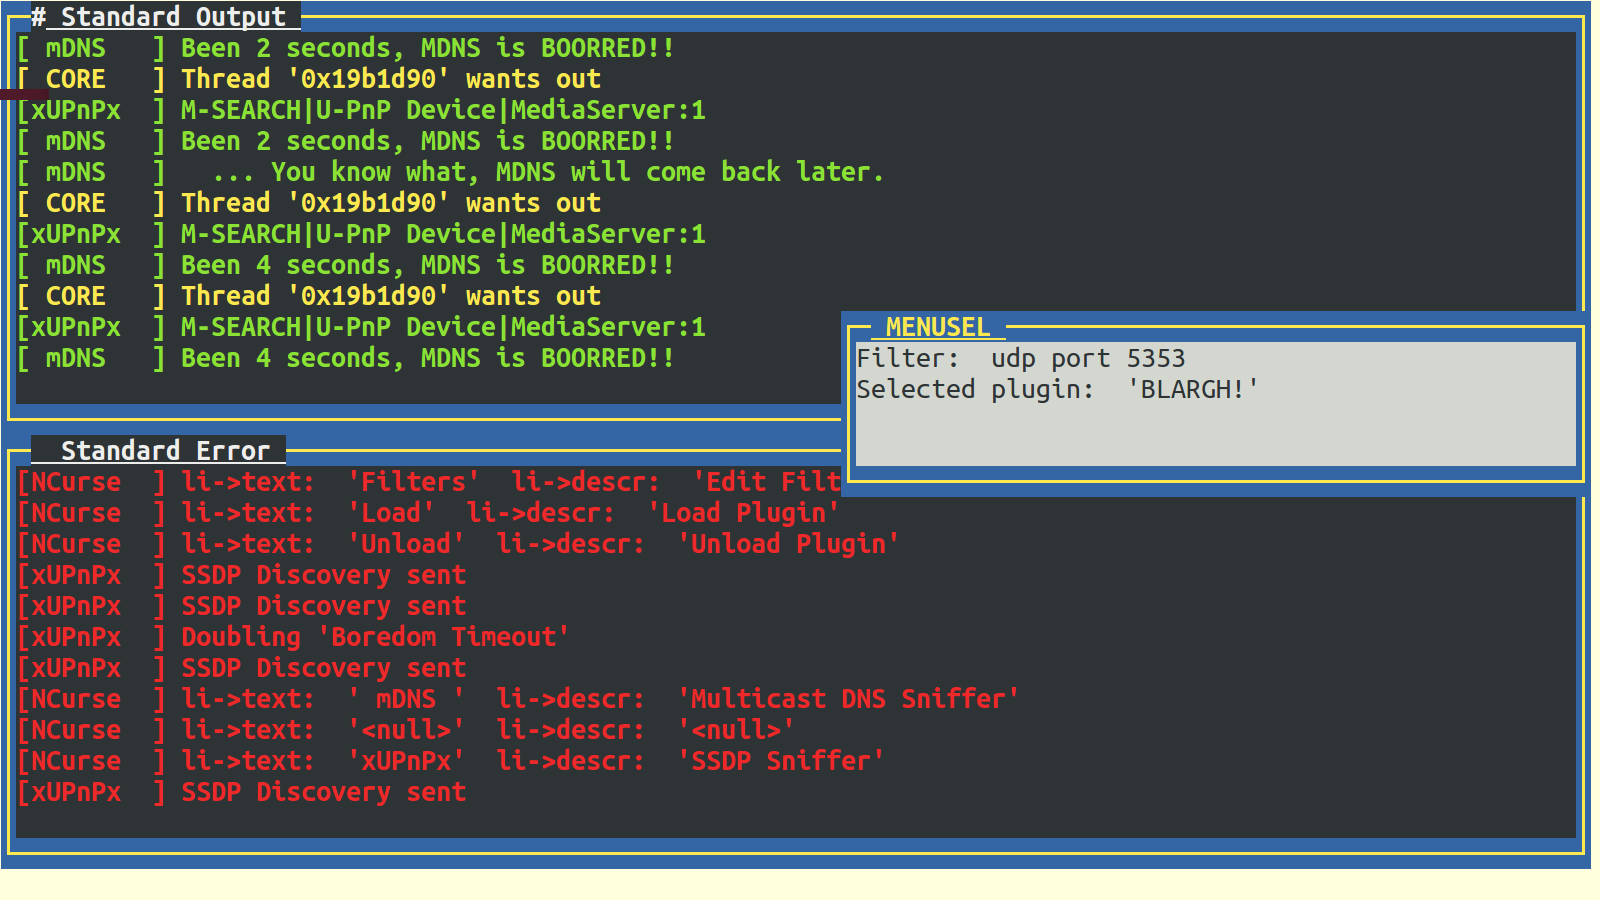 # Standard Output
[ mDNS   ] Been 2 seconds, MDNS is BOORRED!!
[ CORE   ] Thread '0x19b1d90' wants out
[xUPnPx  ] M-SEARCH|U-PnP Device|MediaServer:1
[ mDNS   ] Been 2 seconds, MDNS is BOORRED!!
[ mDNS   ]   ... You know what, MDNS will come back later.
[ CORE   ] Thread '0x19b1d90' wants out
[xUPnPx  ] M-SEARCH|U-PnP Device|MediaServer:1
[ mDNS   ] Been 4 seconds, MDNS is BOORRED!!
[ CORE   ] Thread '0x19b1d90' wants out
[xUPnPx  ] M-SEARCH|U-PnP Device|MediaServer:1
[ mDNS   ] Been 4 seconds, MDNS is BOORRED!!
MENUSEL
Filter:  udp port 5353
Selected plugin:  'BLARGH!'
Standard Error
[NCurse  ] li->text:  'Filters'  li->descr:  'Edit Filt
[NCurse  ] li->text:  'Load'  li->descr:  'Load Plugin'
[NCurse  ] li->text:  'Unload'  li->descr:  'Unload Plugin'
[xUPnPx  ] SSDP Discovery sent
[xUPnPx  ] SSDP Discovery sent
[xUPnPx  ] Doubling 'Boredom Timeout'
[xUPnPx  ] SSDP Discovery sent
[NCurse  ] li->text:  ' mDNS '  li->descr:  'Multicast DNS Sniffer'
[NCurse  ] li->text:  '<null>'  li->descr:  '<null>'
[NCurse  ] li->text:  'xUPnPx'  li->descr:  'SSDP Sniffer'
[xUPnPx  ] SSDP Discovery sent